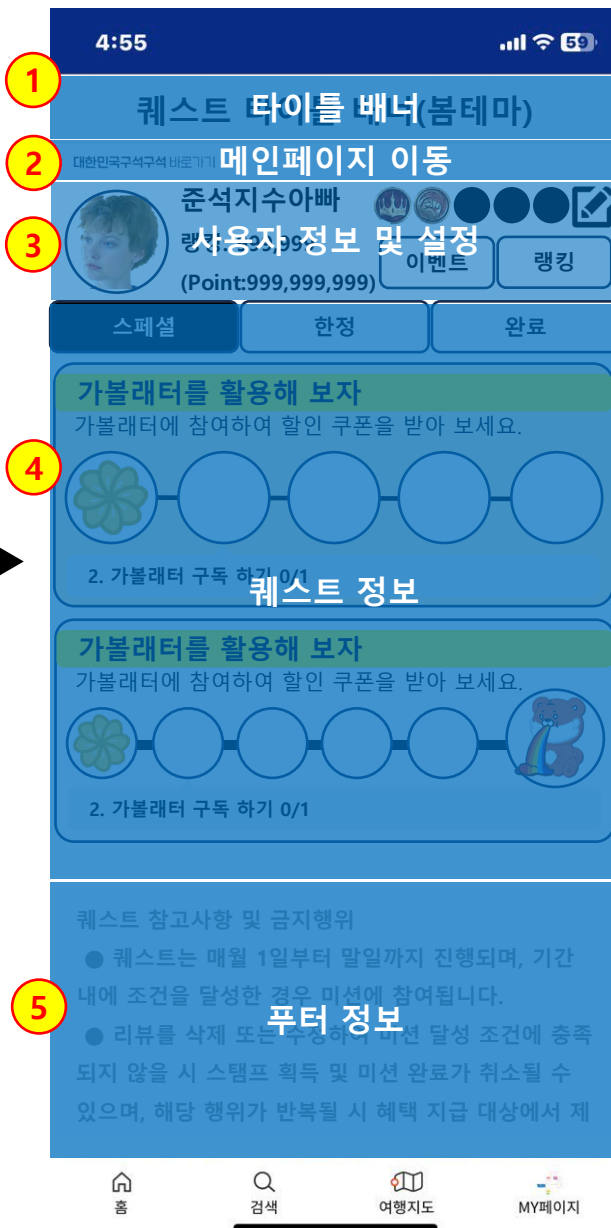 4:55
59
1
퀘스트 타이틀 배너(봄테마)
타이틀 배너
2
대한민국구석구석 바로가기
메인페이지 이동
준석지수아빠
3
사용자 정보 및 설정
(Point:999,999,999)
이벤트
랭킹
스페셜
한정
완료
가볼래터를 활용해 보자
가볼래터에 참여하여 할인 쿠폰을 받아 보세요.
4
2. 가볼래터 구독 하기 0/1
퀘스트 정보
가볼래터를 활용해 보자
가볼래터에 참여하여 할인 쿠폰을 받아 보세요.
2. 가볼래터 구독 하기 0/1
퀘스트 참고사항 및 금지행위
● 퀘스트는 매월 1일부터 말일까지 진행되며, 기간
내에 조건을 달성한 경우 미션에 참여됩니다.
5
푸터 정보
● 리뷰를 삭제 또는 수정하여 미션 달성 조건에 충족
되지 않을 시 스탬프 획득 및 미션 완료가 취소될 수
있으며, 해당 행위가 반복될 시 혜택 지급 대상에서 제
홈
검색
여행지도
MY페이지